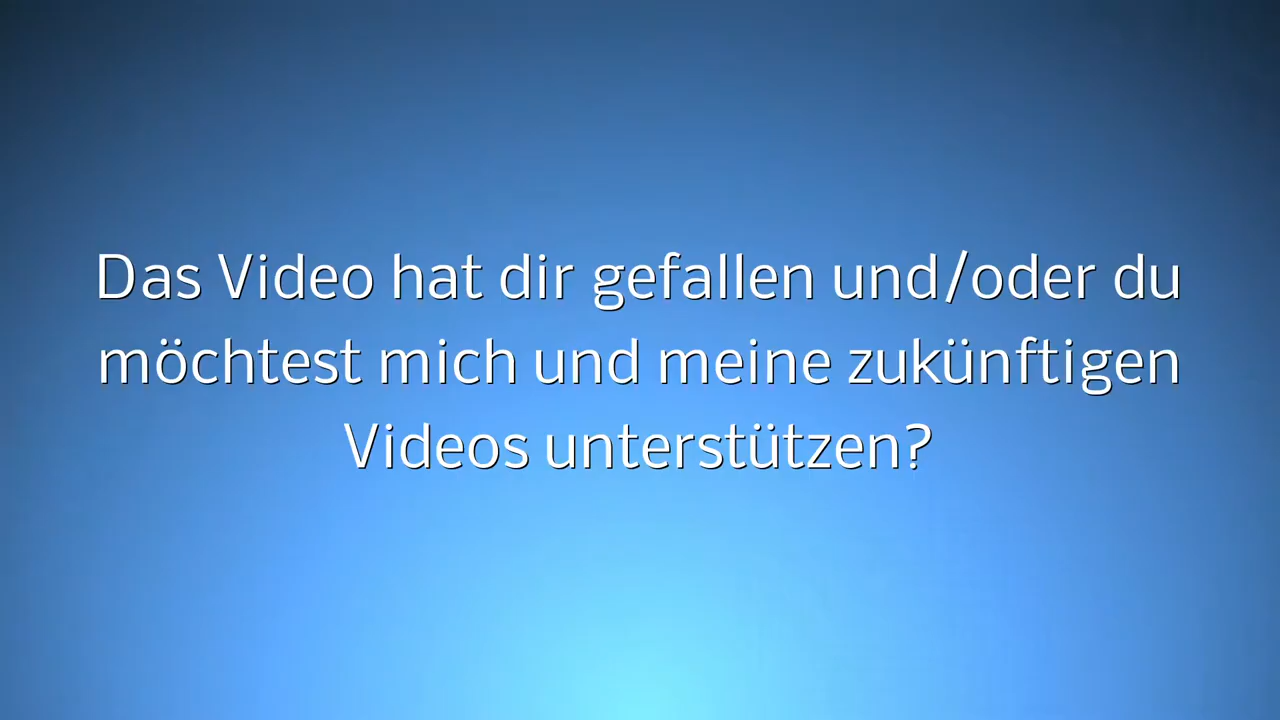 Das Video hat dir gefallen und/oder du
möchtest mich und meine zukünftigen
Videos unterstützen?